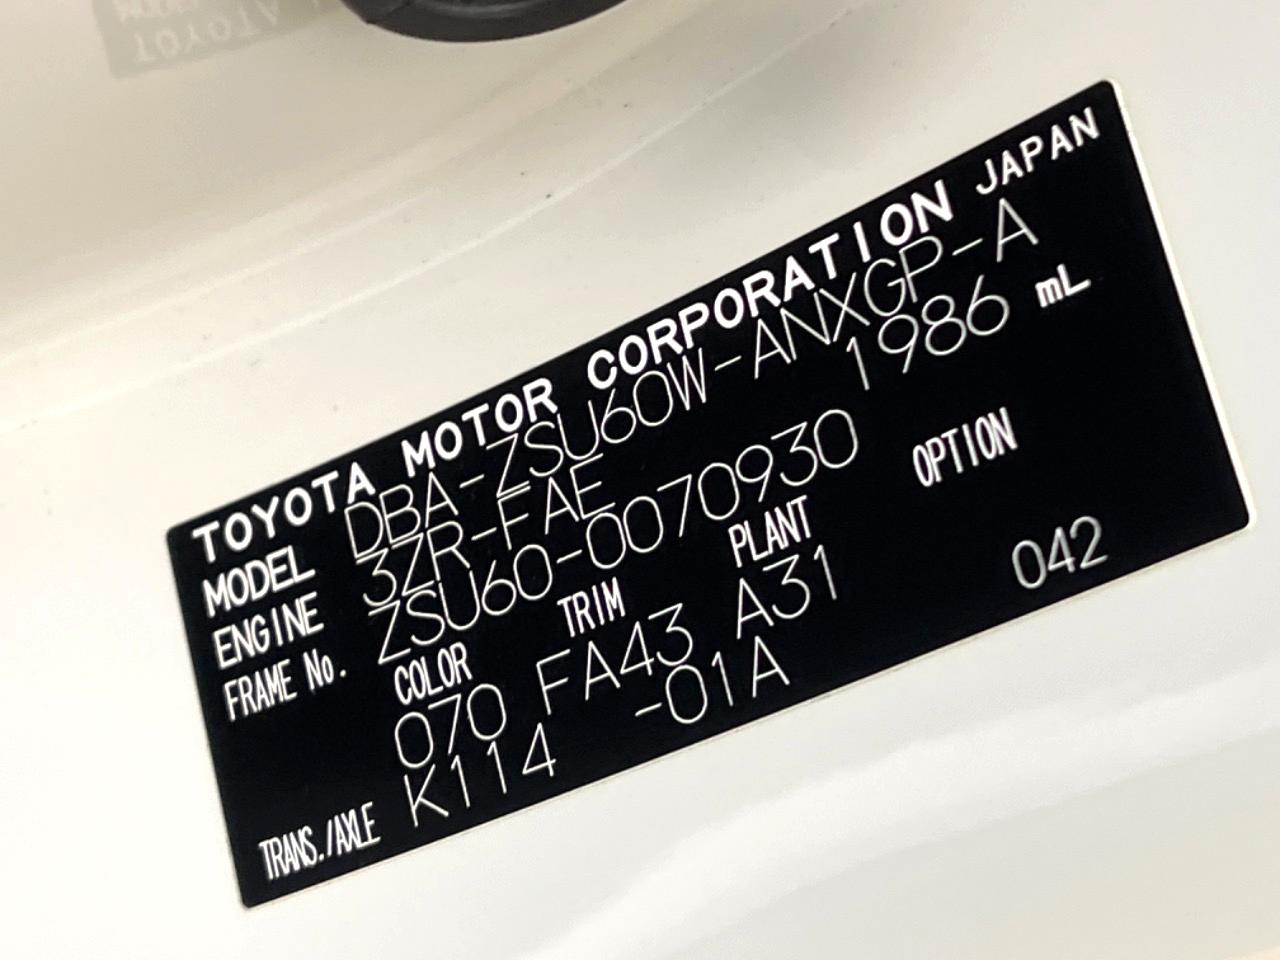 TOYOTA MOTOR CORPORATION JAPAN
MODEL DBA-ZSU60W-ANXGP-A
ENGINE 3ZR-FAE 1986 mL
FRAME No. ZSU60-0070930
COLOR TRIM PLANT OPTION
070 FA43 A31 042
TRANS./AXLE K114 -01A